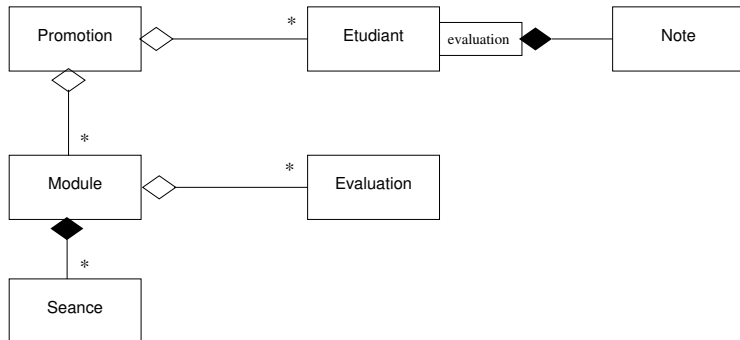 Promotion
*
Etudiant
evaluation
Note
*
Module
*
Evaluation
*
Seance